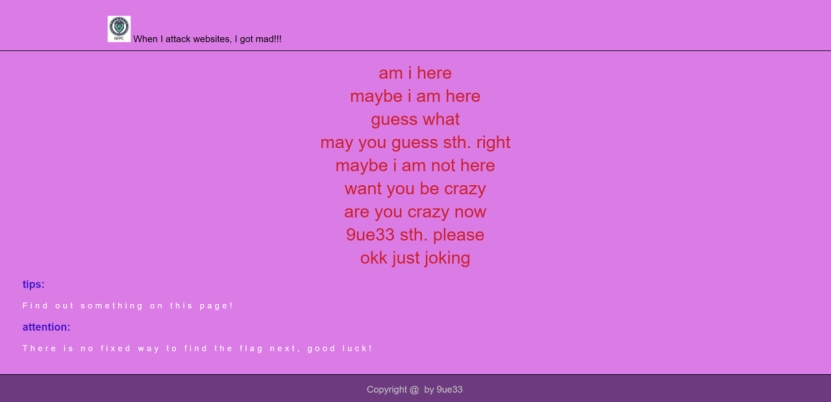 When I attack websites, I got mad!!!
am i here
maybe i am here
guess what
may you guess sth. right
maybe i am not here
want you be crazy
are you crazy now
9ue33 sth. please
okk just joking
tips:
Find out something on this page!
attention:
There is no fixed way to find the flag next, good luck!
Copyright @  by 9ue33